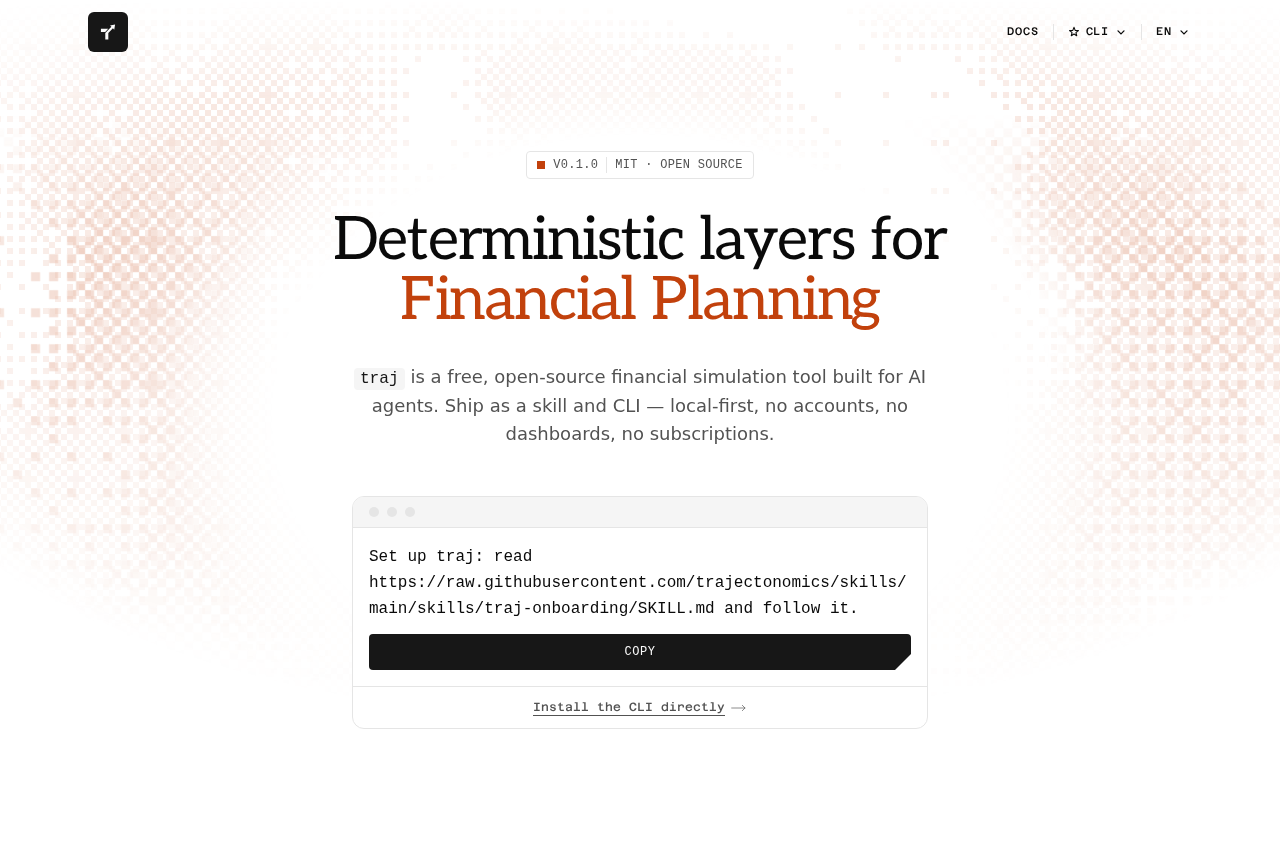 DOCS
CLI
EN
V0.1.0
MIT · OPEN SOURCE
Deterministic layers for
Financial Planning
traj is a free, open-source financial simulation tool built for AI
agents. Ship as a skill and CLI — local-first, no accounts, no
dashboards, no subscriptions.
Set up traj: read
https://raw.githubusercontent.com/trajectonomics/skills/
main/skills/traj-onboarding/SKILL.md and follow it.
COPY
Install the CLI directly